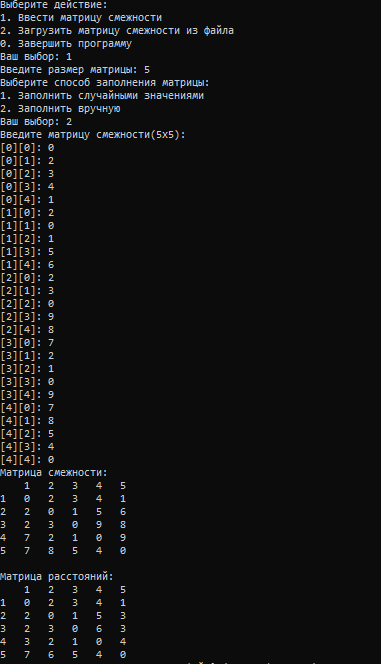 Выберите действие:
1. Ввести матрицу смежности
2. Загрузить матрицу смежности из файла
0. Завершить программу
Ваш выбор: 1
Введите размер матрицы: 5
Выберите способ заполнения матрицы:
1. Заполнить случайными значениями
2. Заполнить вручную
Ваш выбор: 2
Введите матрицу смежности(5x5):
[0][0]: 0
[0][1]: 2
[0][2]: 3
[0][3]: 4
[0][4]: 1
[1][0]: 2
[1][1]: 0
[1][2]: 1
[1][3]: 5
[1][4]: 6
[2][0]: 2
[2][1]: 3
[2][2]: 0
[2][3]: 9
[2][4]: 8
[3][0]: 7
[3][1]: 2
[3][2]: 1
[3][3]: 0
[3][4]: 9
[4][0]: 7
[4][1]: 8
[4][2]: 5
[4][3]: 4
[4][4]: 0
Матрица смежности:
    1   2   3   4   5
1   0   2   3   4   1
2   2   0   1   5   6
3   2   3   0   9   8
4   7   2   1   0   9
5   7   8   5   4   0

Матрица расстояний:
    1   2   3   4   5
1   0   2   3   4   1
2   2   0   1   5   3
3   2   3   0   6   3
4   3   2   1   0   4
5   7   6   5   4   0